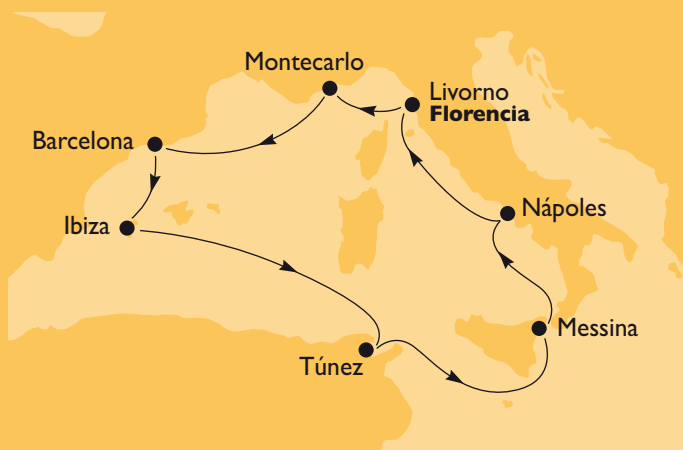 Montecarlo
Livorno
Florencia
Barcelona
Nápoles
Ibiza
Messina
Túnez